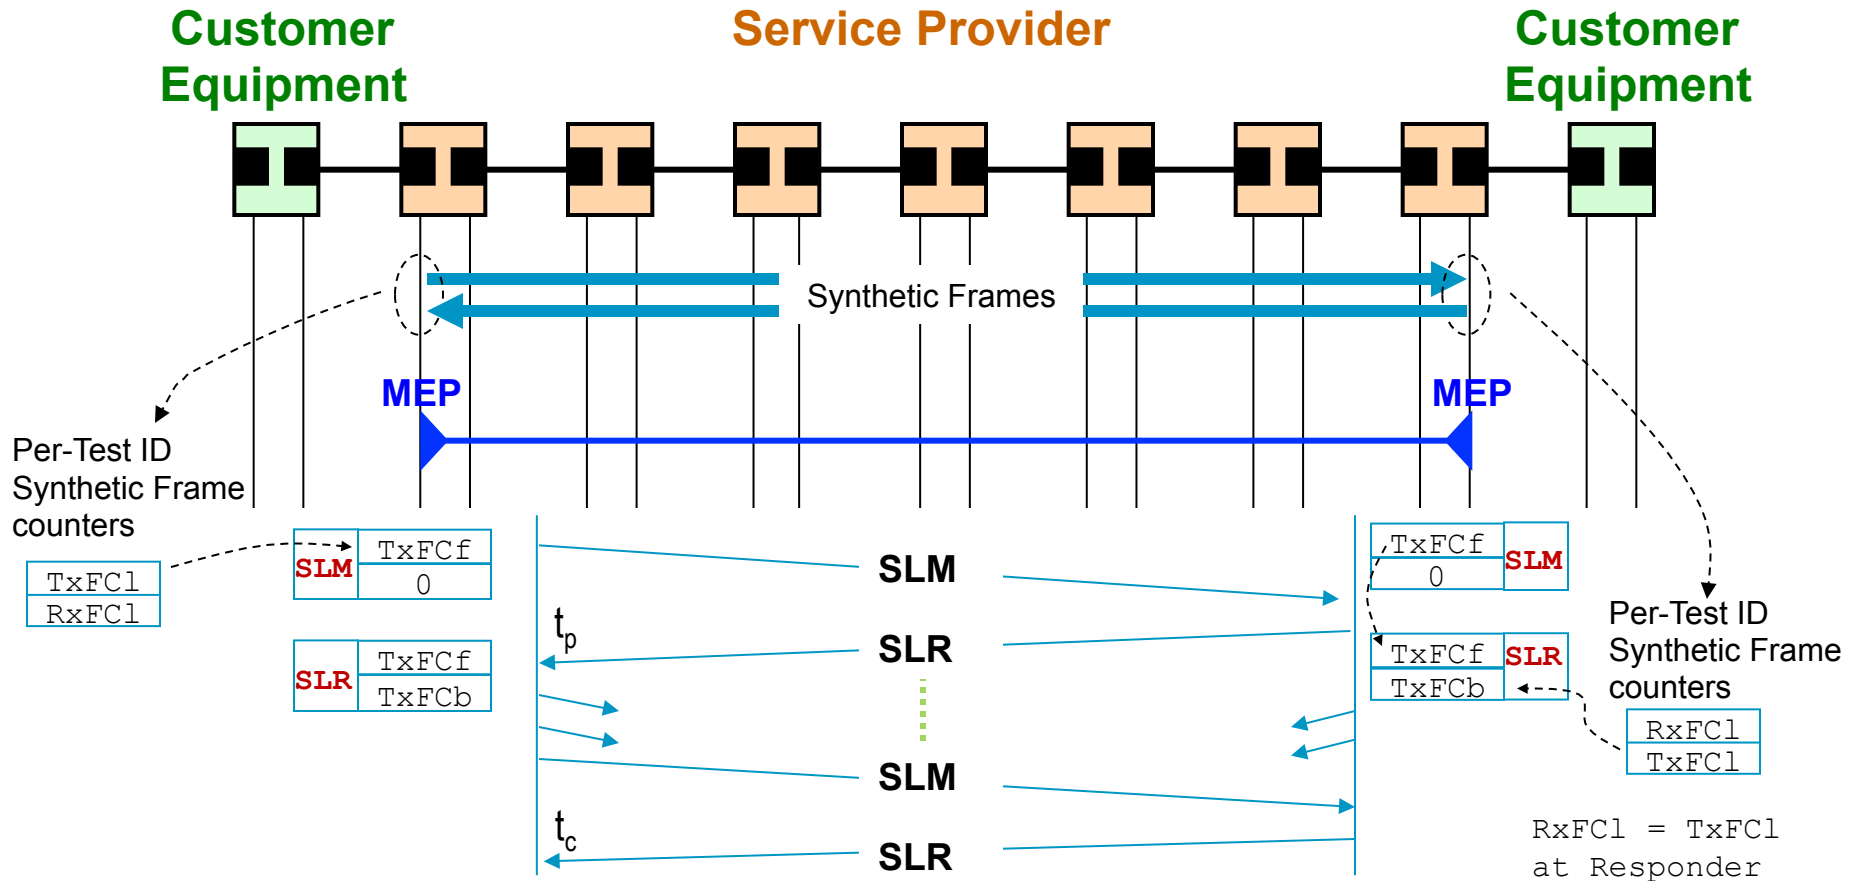 Customer
Equipment
Service Provider
Customer
Equipment
Synthetic Frames
MEP
MEP
Per-Test ID
Synthetic Frame
counters
TxFCl
RxFCl
SLM
TxFCf
0
SLR
TxFCf
TxFCb
SLM
tp
SLR
SLM
tc
SLR
TxFCf
0
SLM
TxFCf
TxFCb
SLR
Per-Test ID
Synthetic Frame
counters
RxFCl
TxFCl
RxFCl = TxFCl
at Responder